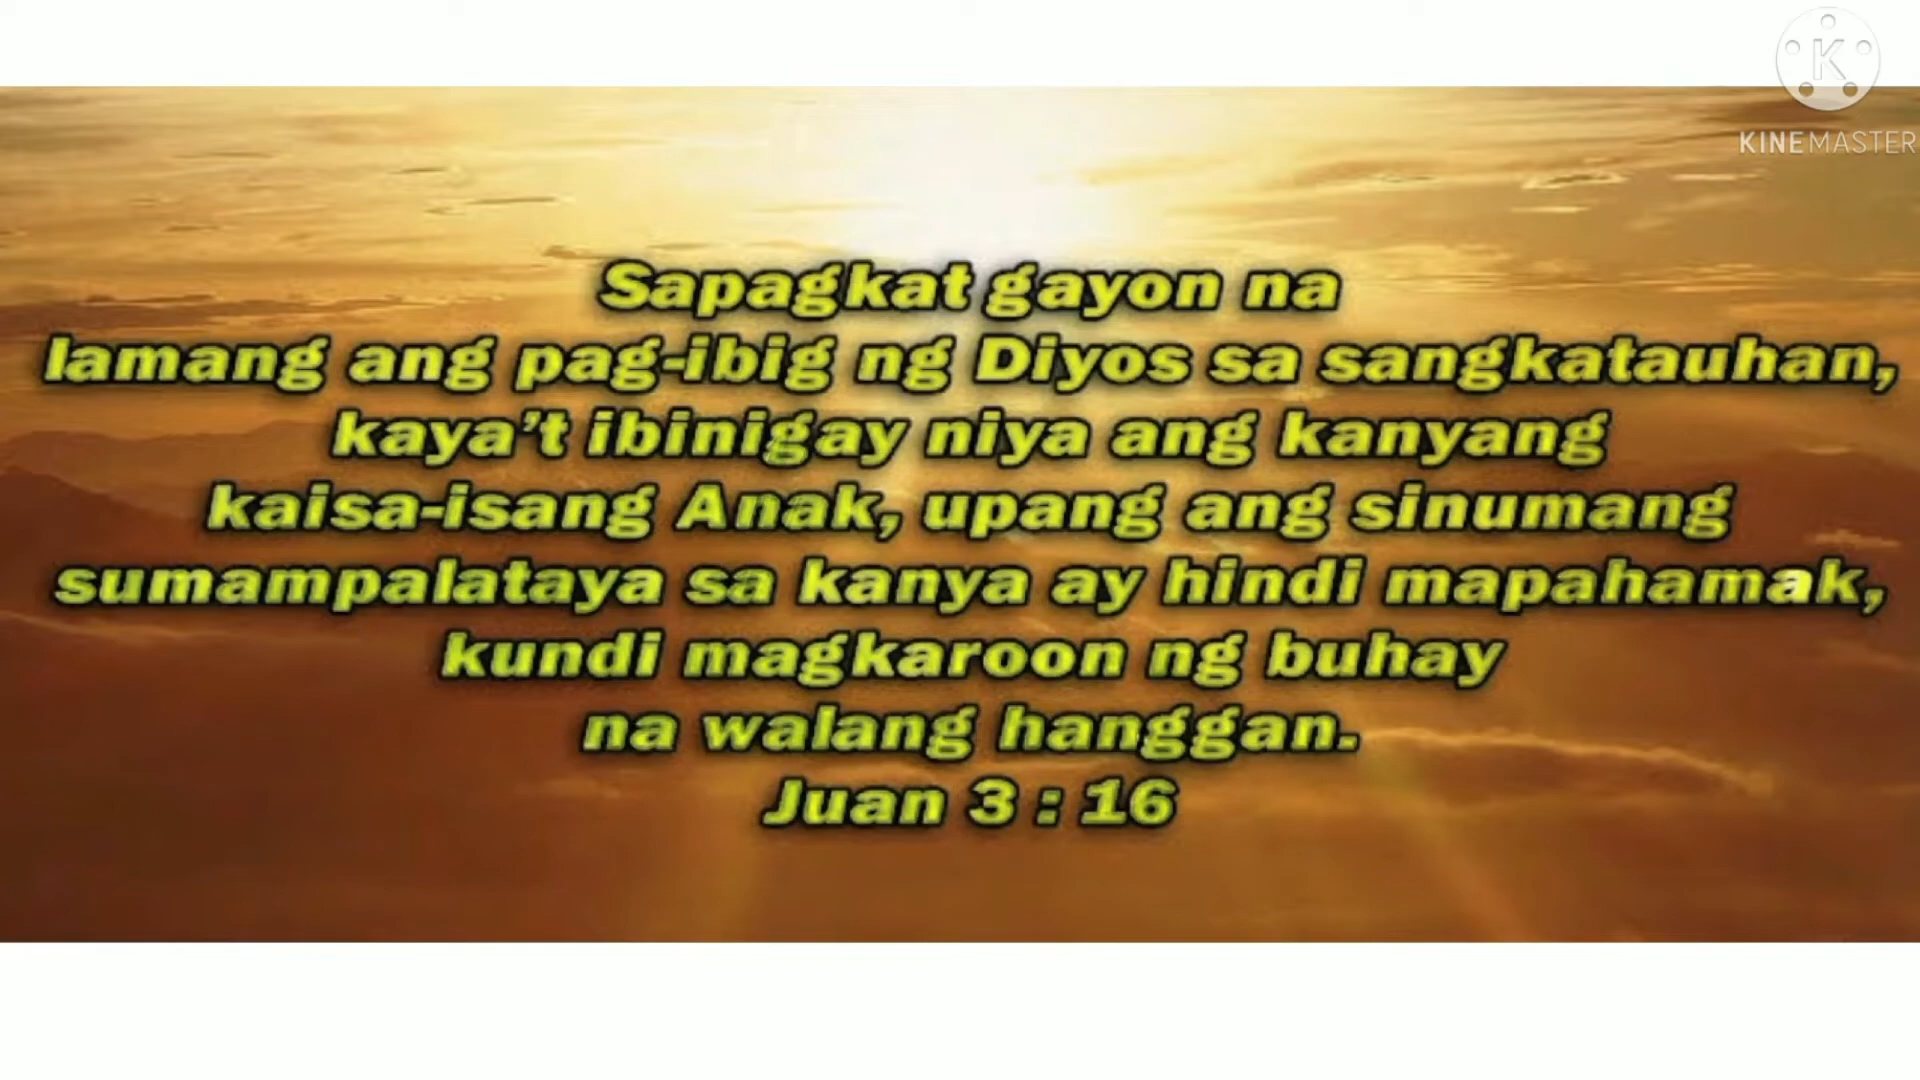 K
KINEMASTER
Sapagkat gayon na
lamang ang pag-ibig ng Diyos sa sangkatauhan,
kaya’t ibinigay niya ang kanyang
kaisa-isang Anak, upang ang sinumang
sumampalataya sa kanya ay hindi mapahamak,
kundi magkaroon ng buhay
na walang hanggan.
Juan 3 : 16